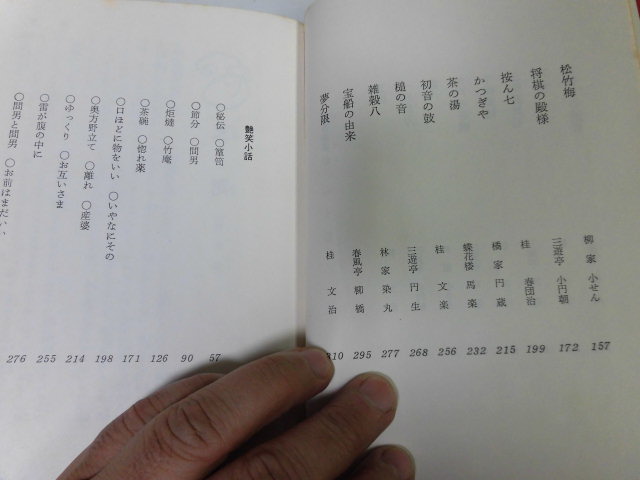 松竹梅 柳家小せん 157
将棋の殿様 三遊亭小円朝 172
按ん七 桂春団治 199
かつぎや 橘家円蔵 215
茶の湯 蝶花楼馬楽 232
初音の鼓 桂文楽 256
槌の音 三遊亭円生 268
雑穀八 林家染丸 277
宝船の由来 春風亭柳橋 295
夢分限 桂文治 310
艶笑小話
○秘伝 ○箪笥 57
○節分 ○間男 90
○炬燵 ○竹庵 126
○茶碗 ○惚れ薬 171
○口ほどに物をいい ○いやなにその 198
○奥方野立て ○離れ ○産婆 214
○ゆっくり ○お互いさま 255
○雷が腹の中に 276
○間男と間男 ○お前はまだいい